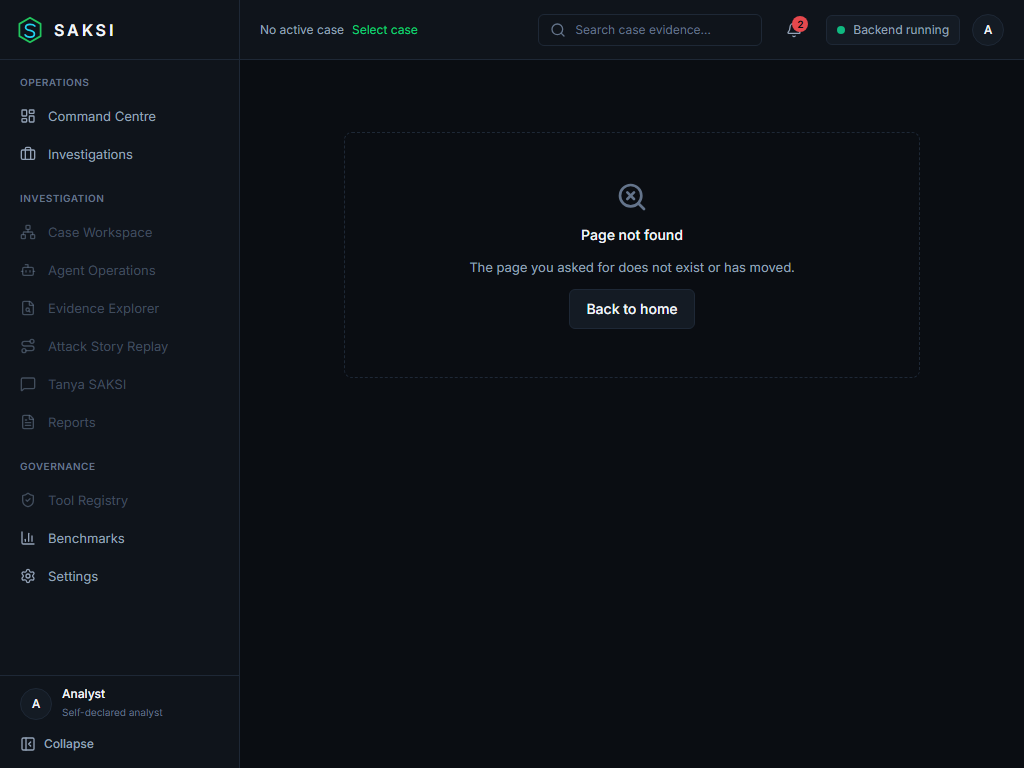 SAKSI
No active case Select case
Search case evidence...
2
Backend running
A
OPERATIONS
Command Centre
Investigations
INVESTIGATION
Case Workspace
Agent Operations
Evidence Explorer
Attack Story Replay
Tanya SAKSI
Reports
GOVERNANCE
Tool Registry
Benchmarks
Settings
A
Analyst
Self-declared analyst
Collapse
Page not found
The page you asked for does not exist or has moved.
Back to home